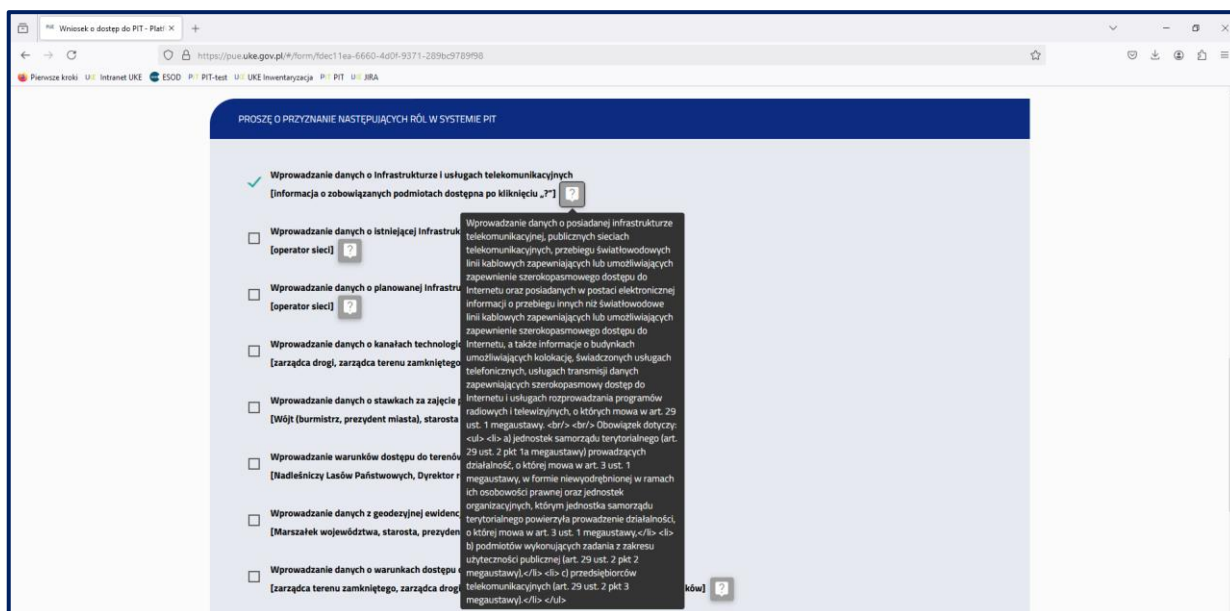 Wniosek o dostęp do PIT - Platf
https://pue.uke.gov.pl/#/form/fdec11ea-6660-4d0f-9371-289bc9789f98
Pierwsze kroki Intranet UKE ESOD PIT-test UKE Inwentaryzacja PIT JIRA
PROSZĘ O PRZYZNANIE NASTĘPUJĄCYCH RÓL W SYSTEMIE PIT
Wprowadzanie danych o Infrastrukturze i usługach telekomunikacyjnych
[informacja o zobowiązanych podmiotach dostępna po kliknięciu „?"] ?
Wprowadzanie danych o istniejącej Infrastruk
[operator sieci] ?
Wprowadzanie danych o planowanej Infrastru
[operator sieci] ?
Wprowadzanie danych o kanałach technologic
[zarządca drogi, zarządca terenu zamkniętego
Wprowadzanie danych o stawkach za zajęcie p
[Wójt (burmistrz, prezydent miasta), starosta
Wprowadzanie warunków dostępu do terenów
[Nadleśniczy Lasów Państwowych, Dyrektor r
Wprowadzanie danych z geodezyjnej ewidenc
[Marszałek województwa, starosta, prezyden
Wprowadzanie danych o warunkach dostępu
[zarządca terenu zamkniętego, zarządca drogi
ków] ?
Wprowadzanie danych o posiadanej infrastrukturze
telekomunikacyjnej, publicznych sieciach
telekomunikacyjnych, przebiegu światłowodowych
linii kablowych zapewniających lub umożliwiających
zapewnienie szerokopasmowego dostępu do
Internetu oraz posiadanych w postaci elektronicznej
informacji o przebiegu innych niż światłowodowe
linii kablowych zapewniających lub umożliwiających
zapewnienie szerokopasmowego dostępu do
Internetu, a także informacje o budynkach
umożliwiających kolokację, świadczonych usługach
telefonicznych, usługach transmisji danych
zapewniających szerokopasmowy dostęp do
Internetu i usługach rozprowadzania programów
radiowych i telewizyjnych, o których mowa w art. 29
ust. 1 megaustawy. <br/> <br/> Obowiązek dotyczy:
<ul> <li> a) jednostek samorządu terytorialnego (art.
29 ust. 2 pkt 1a megaustawy) prowadzących
działalność, o której mowa w art. 3 ust. 1
megaustawy, w formie niewyodrębnionej w ramach
ich osobowości prawnej oraz jednostek
organizacyjnych, którym jednostka samorządu
terytorialnego powierzyła prowadzenie działalności,
o której mowa w art. 3 ust. 1 megaustawy,</li> <li>
b) podmiotów wykonujących zadania z zakresu
użyteczności publicznej (art. 29 ust. 2 pkt 2
megaustawy),</li> <li> c) przedsiębiorców
telekomunikacyjnych (art. 29 ust. 2 pkt 3
megaustawy).</li> </ul>